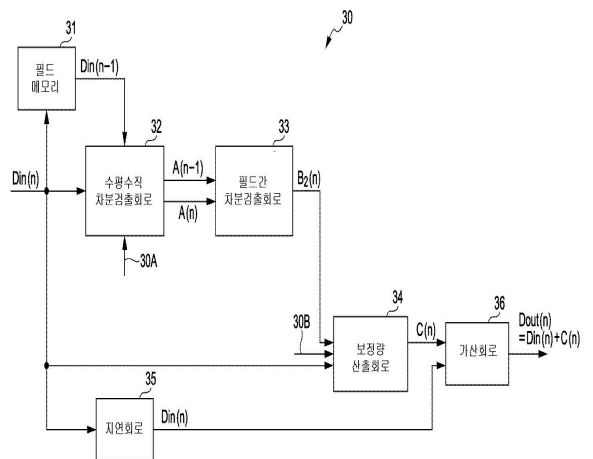 30
31
필드
메모리
Din(n-1)
32
33
수평수직
차분검출회로
A(n-1)
A(n)
필드간
차분검출회로
B2(n)
Din(n)
30A
34
30B
보정량
산출회로
C(n)
36
가산회로
Dout(n)
=Din(n)+C(n)
35
지연회로
Din(n)